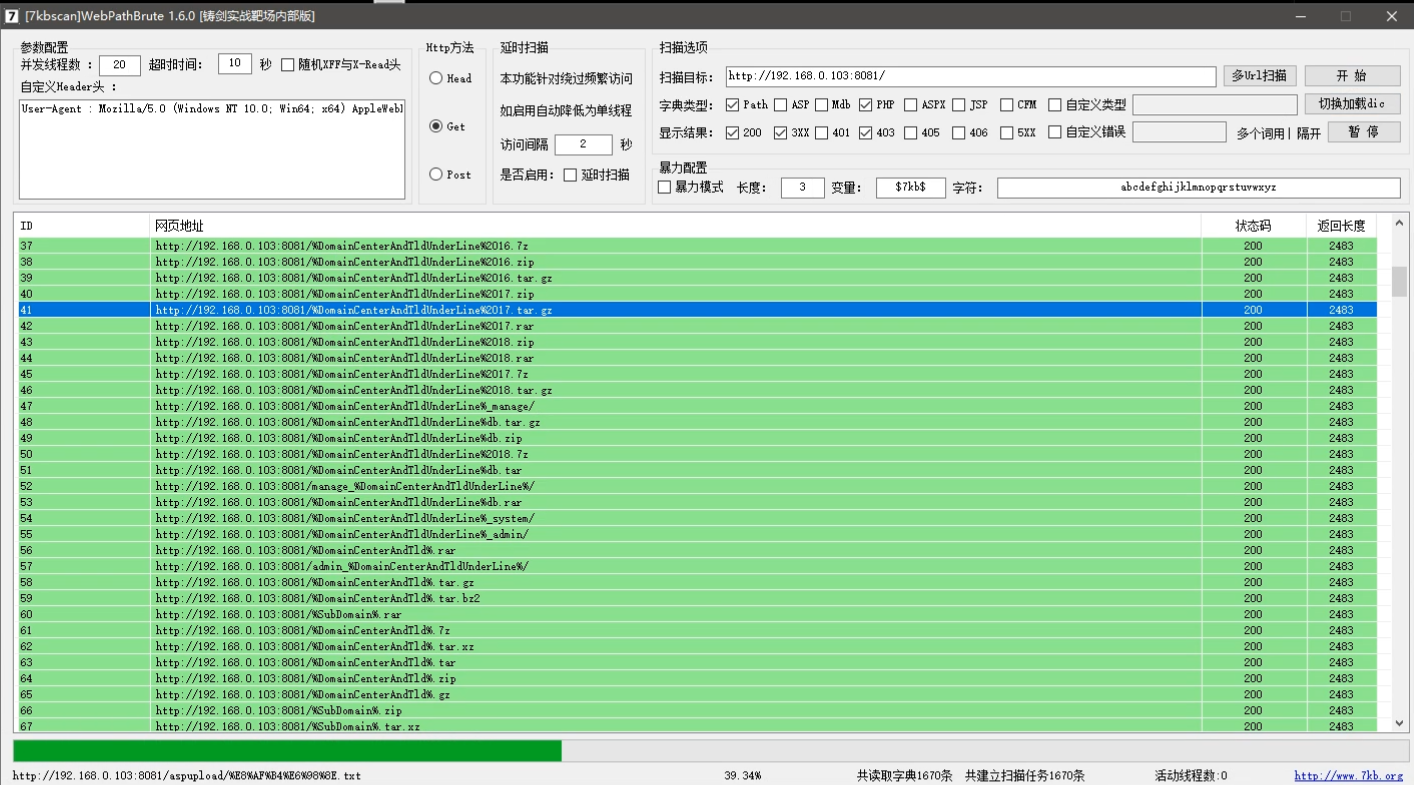 [7kbscan]WebPathBrute 1.6.0 [铸剑实战靶场内部版]
参数配置
并发线程数 : 20 超时时间: 10 秒 随机XFF与X-Read头
自定义Header头 :
User-Agent : Mozilla/5.0 (Windows NT 10.0; Win64; x64) AppleWebl
Http方法
Head
Get
Post
延时扫描
本功能针对绕过频繁访问
如启用自动降低为单线程
访问间隔 2 秒
是否启用: 延时扫描
扫描选项
扫描目标: http://192.168.0.103:8081/ 多Url扫描 开 始
字典类型: Path ASP Mdb PHP ASPX JSP CFM 自定义类型 切换加载dic
显示结果: 200 3XX 401 403 405 406 5XX 自定义错误 多个词用| 隔开 暂 停
暴力配置
暴力模式 长度: 3 变量: $7kb$ 字符: abcdefghijklmnopqrstuvwxyz
ID 网页地址 状态码 返回长度
37 http://192.168.0.103:8081/%DomainCenterAndTldUnderLine%2016.7z 200 2483
38 http://192.168.0.103:8081/%DomainCenterAndTldUnderLine%2016.zip 200 2483
39 http://192.168.0.103:8081/%DomainCenterAndTldUnderLine%2016.tar.gz 200 2483
40 http://192.168.0.103:8081/%DomainCenterAndTldUnderLine%2017.zip 200 2483
41 http://192.168.0.103:8081/%DomainCenterAndTldUnderLine%2017.tar.gz 200 2483
42 http://192.168.0.103:8081/%DomainCenterAndTldUnderLine%2017.rar 200 2483
43 http://192.168.0.103:8081/%DomainCenterAndTldUnderLine%2018.zip 200 2483
44 http://192.168.0.103:8081/%DomainCenterAndTldUnderLine%2018.rar 200 2483
45 http://192.168.0.103:8081/%DomainCenterAndTldUnderLine%2017.7z 200 2483
46 http://192.168.0.103:8081/%DomainCenterAndTldUnderLine%2018.tar.gz 200 2483
47 http://192.168.0.103:8081/%DomainCenterAndTldUnderLine%_manage/ 200 2483
48 http://192.168.0.103:8081/%DomainCenterAndTldUnderLine%db.tar.gz 200 2483
49 http://192.168.0.103:8081/%DomainCenterAndTldUnderLine%db.zip 200 2483
50 http://192.168.0.103:8081/%DomainCenterAndTldUnderLine%2018.7z 200 2483
51 http://192.168.0.103:8081/%DomainCenterAndTldUnderLine%db.tar 200 2483
52 http://192.168.0.103:8081/manage_%DomainCenterAndTldUnderLine%/ 200 2483
53 http://192.168.0.103:8081/%DomainCenterAndTldUnderLine%db.rar 200 2483
54 http://192.168.0.103:8081/%DomainCenterAndTldUnderLine%_system/ 200 2483
55 http://192.168.0.103:8081/%DomainCenterAndTldUnderLine%_admin/ 200 2483
56 http://192.168.0.103:8081/%DomainCenterAndTld%.rar 200 2483
57 http://192.168.0.103:8081/admin_%DomainCenterAndTldUnderLine%/ 200 2483
58 http://192.168.0.103:8081/%DomainCenterAndTld%.tar.gz 200 2483
59 http://192.168.0.103:8081/%DomainCenterAndTld%.tar.bz2 200 2483
60 http://192.168.0.103:8081/%SubDomain%.rar 200 2483
61 http://192.168.0.103:8081/%DomainCenterAndTld%.7z 200 2483
62 http://192.168.0.103:8081/%DomainCenterAndTld%.tar.xz 200 2483
63 http://192.168.0.103:8081/%DomainCenterAndTld%.tar 200 2483
64 http://192.168.0.103:8081/%DomainCenterAndTld%.zip 200 2483
65 http://192.168.0.103:8081/%DomainCenterAndTld%.gz 200 2483
66 http://192.168.0.103:8081/%SubDomain%.zip 200 2483
67 http://192.168.0.103:8081/%SubDomain%.tar.xz 200 2483
http://192.168.0.103:8081/aspupload/%E8%AF%B4%E6%98%8E.txt 39.34% 共读取字典1670条 共建立扫描任务1670条 活动线程数:0 http://www.7kb.org